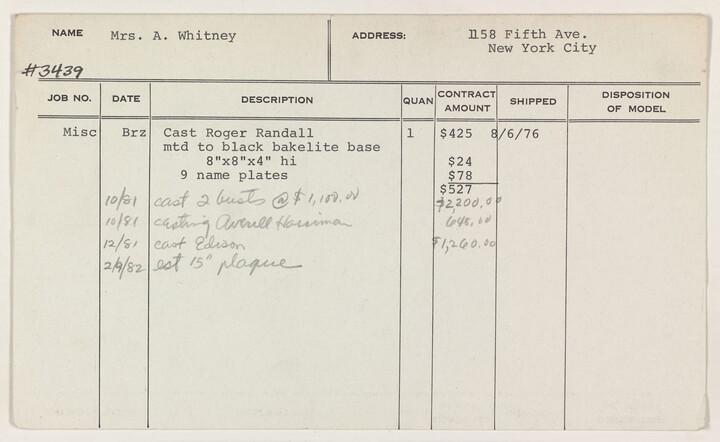 NAME Mrs. A. Whitney ADDRESS: 1158 Fifth Ave.
New York City
#3439
JOB NO. DATE DESCRIPTION QUAN CONTRACT AMOUNT SHIPPED DISPOSITION OF MODEL
Misc Brz Cast Roger Randall 1 $425 8/6/76
mtd to black bakelite base
8"x8"x4" hi $24
9 name plates $78
$527
10/81 cast 2 busts @ $1,100.00 $2,200.00
10/81 casting Averell Harriman 640.00
12/81 cast Edison $1,260.00
2/9/82 est 15" plaque